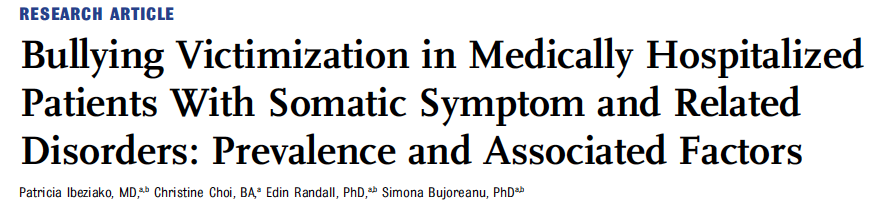 RESEARCH ARTICLE
Bullying Victimization in Medically Hospitalized
Patients With Somatic Symptom and Related
Disorders: Prevalence and Associated Factors
Patricia Ibeziako, MD,a,b Christine Choi, BA,a Edin Randall, PhD,a,b Simona Bujoreanu, PhDa,b